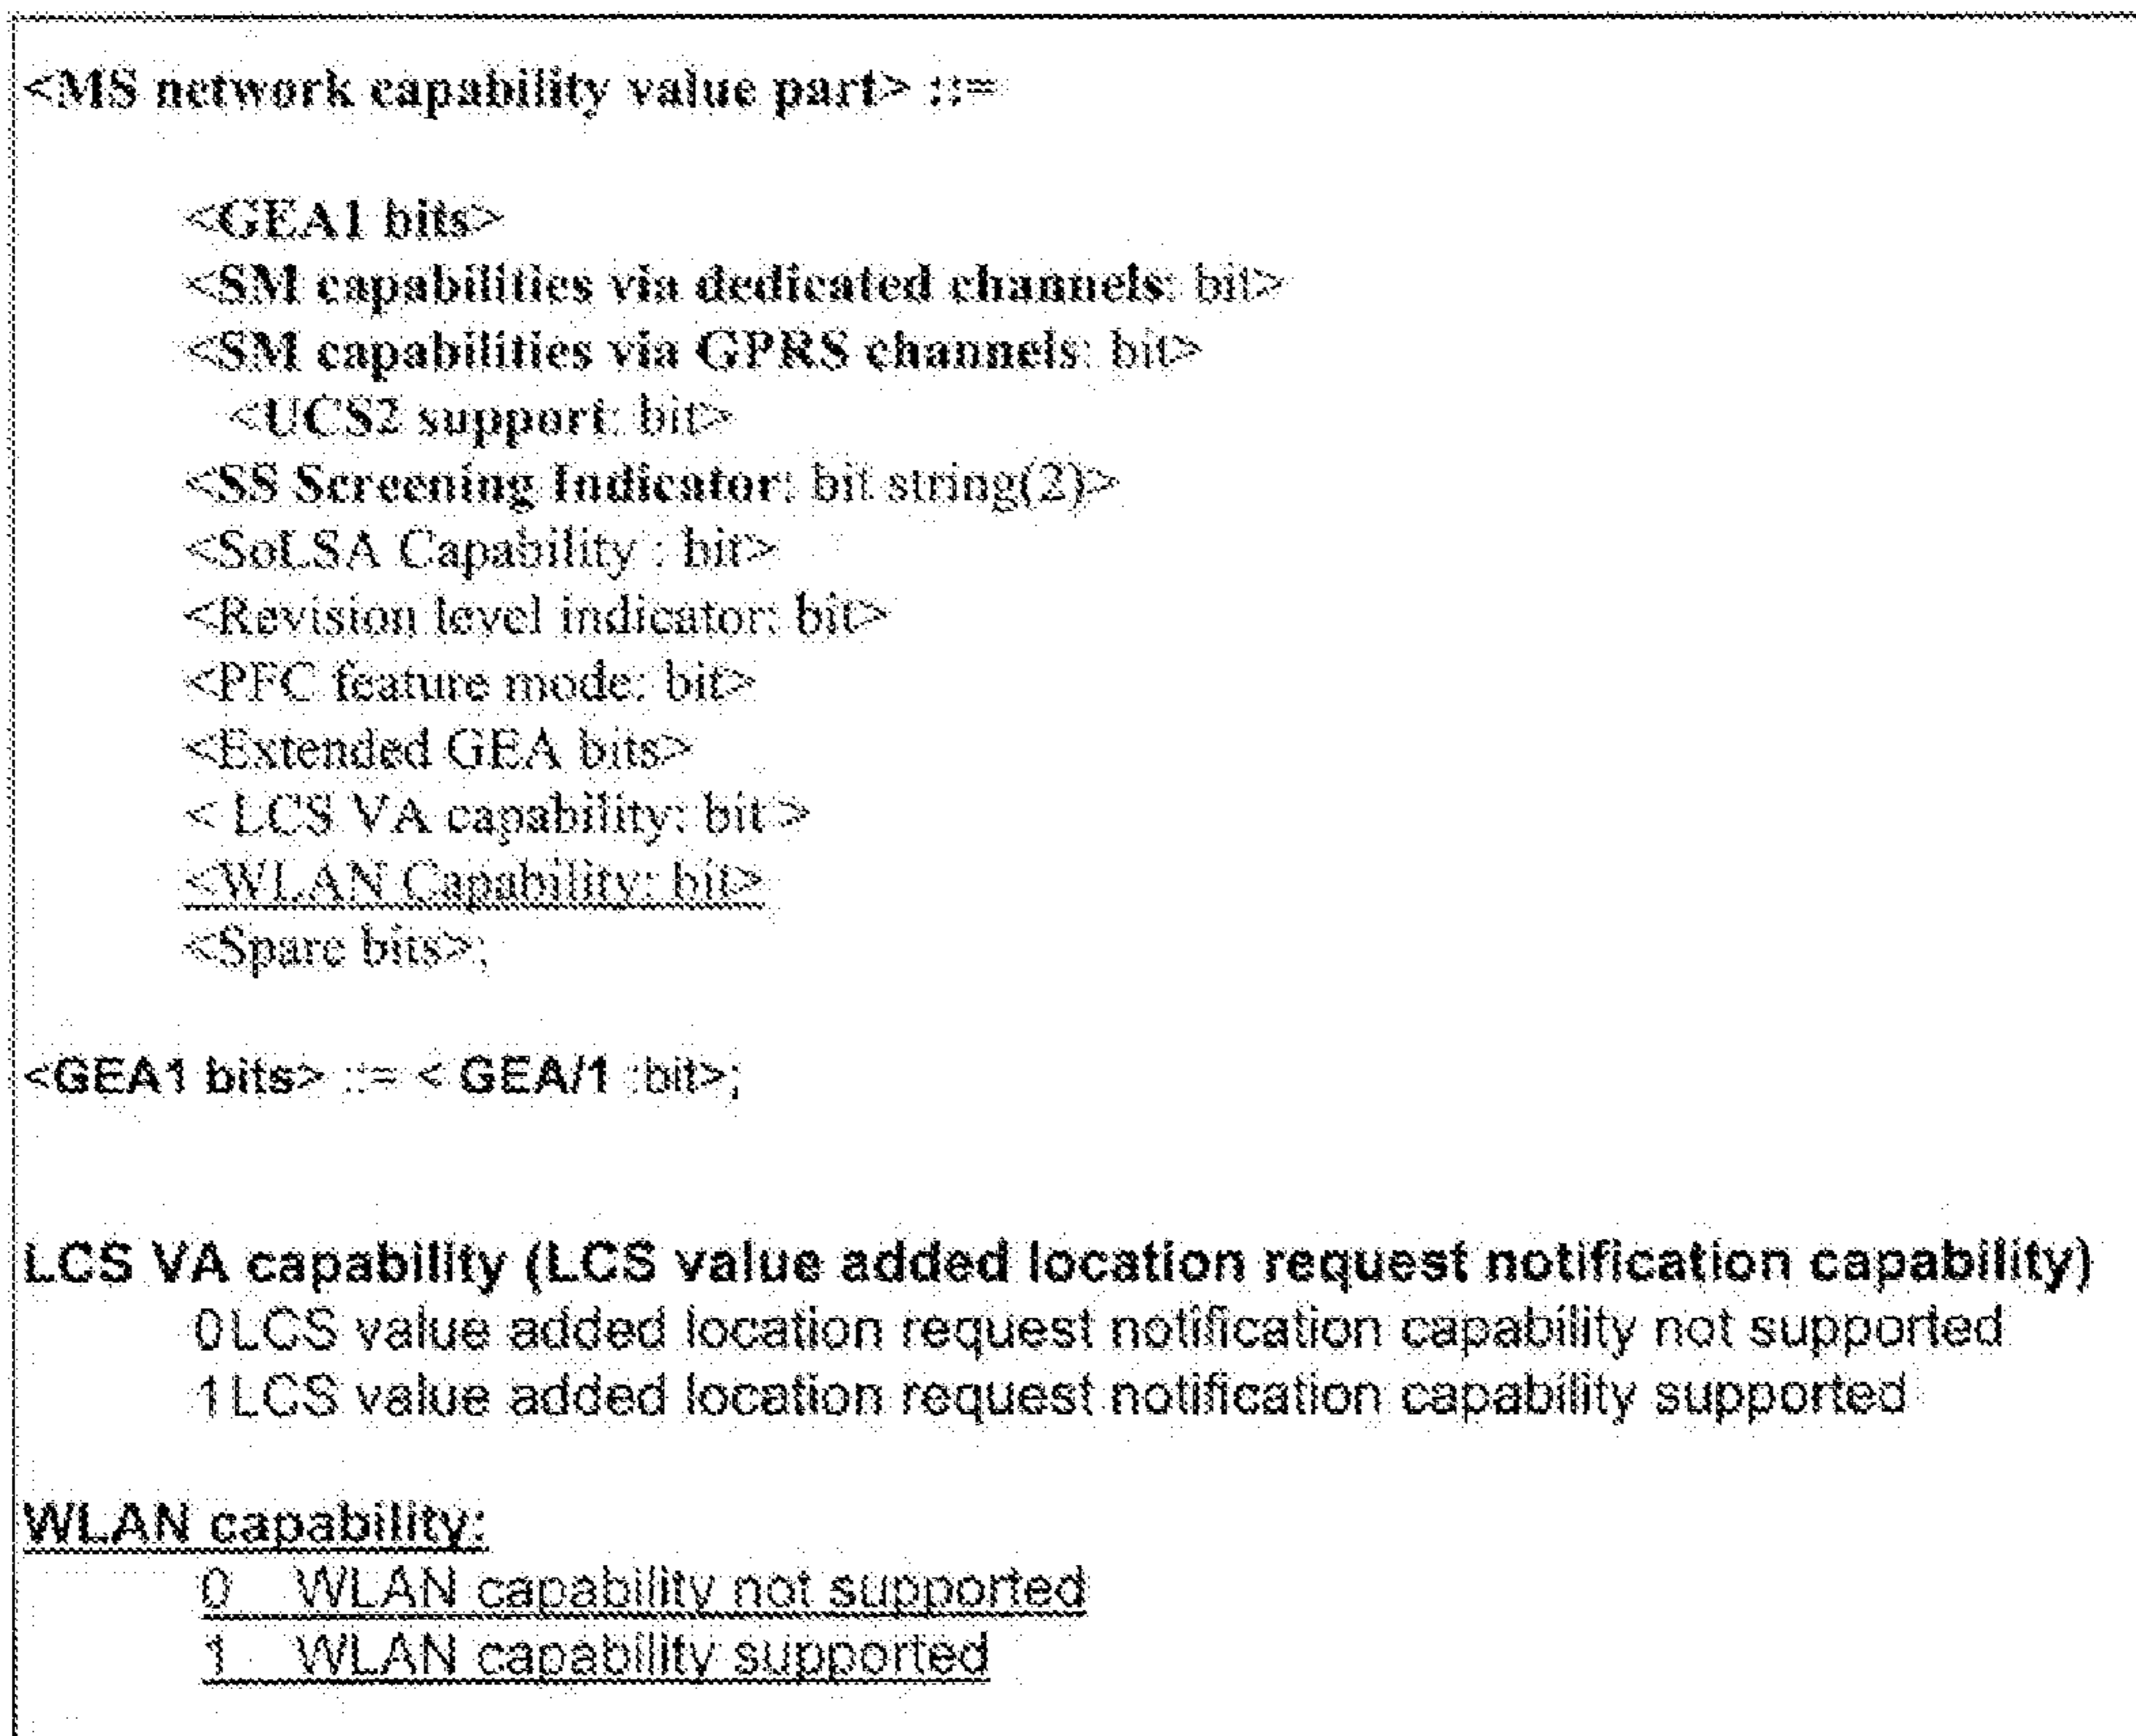 <MS network capability value part> ::=
<GEA1 bits>
<SM capabilities via dedicated channels: bit>
<SM capabilities via GPRS channels: bit>
<UCS2 support: bit>
<SS Screening Indicator: bit string(2)>
<SoLSA Capability : bit>
<Revision level indicator: bit>
<PFC feature mode: bit>
<Extended GEA bits>
< LCS VA capability: bit >
<WLAN Capability: bit>
<Spare bits>;
<GEA1 bits> ::= < GEA/1 :bit>;
LCS VA capability (LCS value added location request notification capability)
0 LCS value added location request notification capability not supported
1 LCS value added location request notification capability supported
WLAN capability:
0 WLAN capability not supported
1 WLAN capability supported